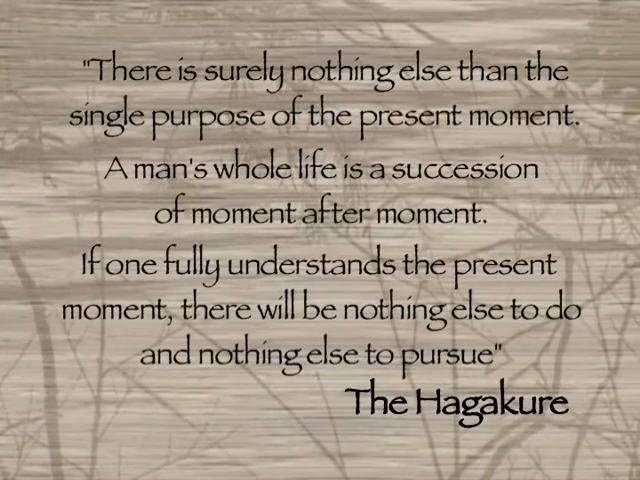 "There is surely nothing else than the
single purpose of the present moment.
A man's whole life is a succession
of moment after moment.
If one fully understands the present
moment, there will be nothing else to do
and nothing else to pursue"
The Hagakure